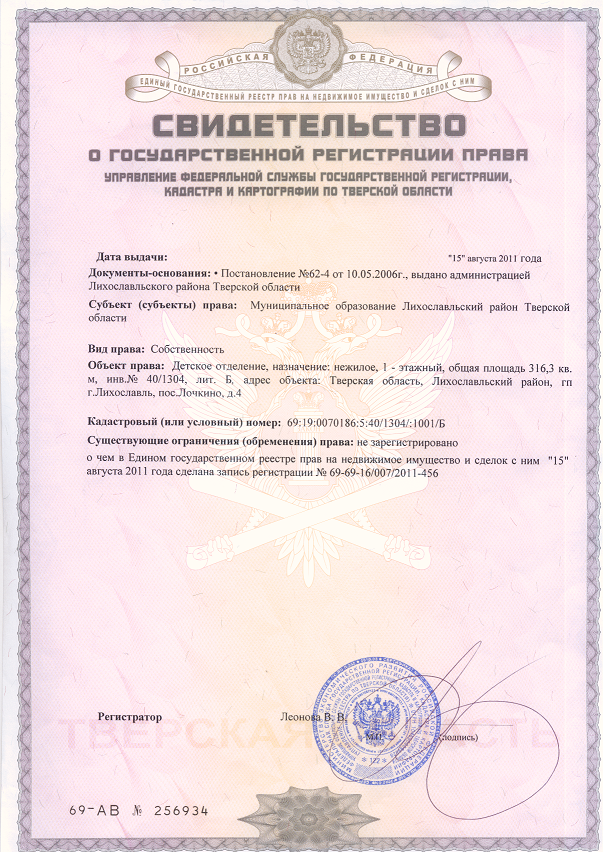 РОССИЙСКАЯ ФЕДЕРАЦИЯ
ЕДИНЫЙ ГОСУДАРСТВЕННЫЙ РЕЕСТР ПРАВ НА НЕДВИЖИМОЕ ИМУЩЕСТВО И СДЕЛОК С НИМ
СВИДЕТЕЛЬСТВО
О ГОСУДАРСТВЕННОЙ РЕГИСТРАЦИИ ПРАВА
УПРАВЛЕНИЕ ФЕДЕРАЛЬНОЙ СЛУЖБЫ ГОСУДАРСТВЕННОЙ РЕГИСТРАЦИИ,
КАДАСТРА И КАРТОГРАФИИ ПО ТВЕРСКОЙ ОБЛАСТИ
Дата выдачи: "15" августа 2011 года
Документы-основания: • Постановление №62-4 от 10.05.2006г., выдано администрацией
Лихославльского района Тверской области
Субъект (субъекты) права: Муниципальное образование Лихославльский район Тверской
области
Вид права: Собственность
Объект права: Детское отделение, назначение: нежилое, 1 - этажный, общая площадь 316,3 кв.
м, инв.№ 40/1304, лит. Б, адрес объекта: Тверская область, Лихославльский район, гп
г.Лихославль, пос.Лочкино, д.4
Кадастровый (или условный) номер: 69:19:0070186:5:40/1304/:1001/Б
Существующие ограничения (обременения) права: не зарегистрировано
о чем в Едином государственном реестре прав на недвижимое имущество и сделок с ним "15"
августа 2011 года сделана запись регистрации № 69-69-16/007/2011-456
Регистратор Леонова В. В.
М.П. (подпись)
ТВЕРСКАЯ ОБЛАСТЬ
69-АВ № 256934